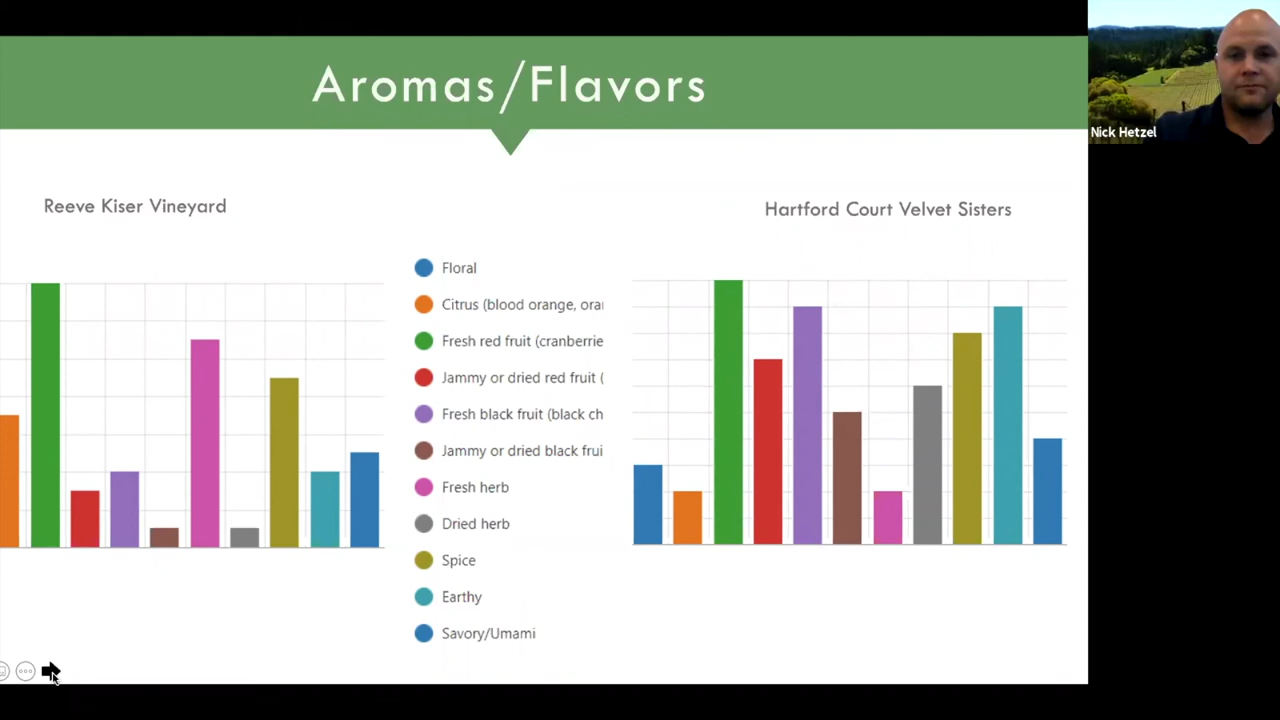 Aromas/Flavors
Nick Hetzel
Reeve Kiser Vineyard
Hartford Court Velvet Sisters
Floral
Citrus (blood orange, orai
Fresh red fruit (cranberrie
Jammy or dried red fruit (
Fresh black fruit (black ch
Jammy or dried black frui
Fresh herb
Dried herb
Spice
Earthy
Savory/Umami